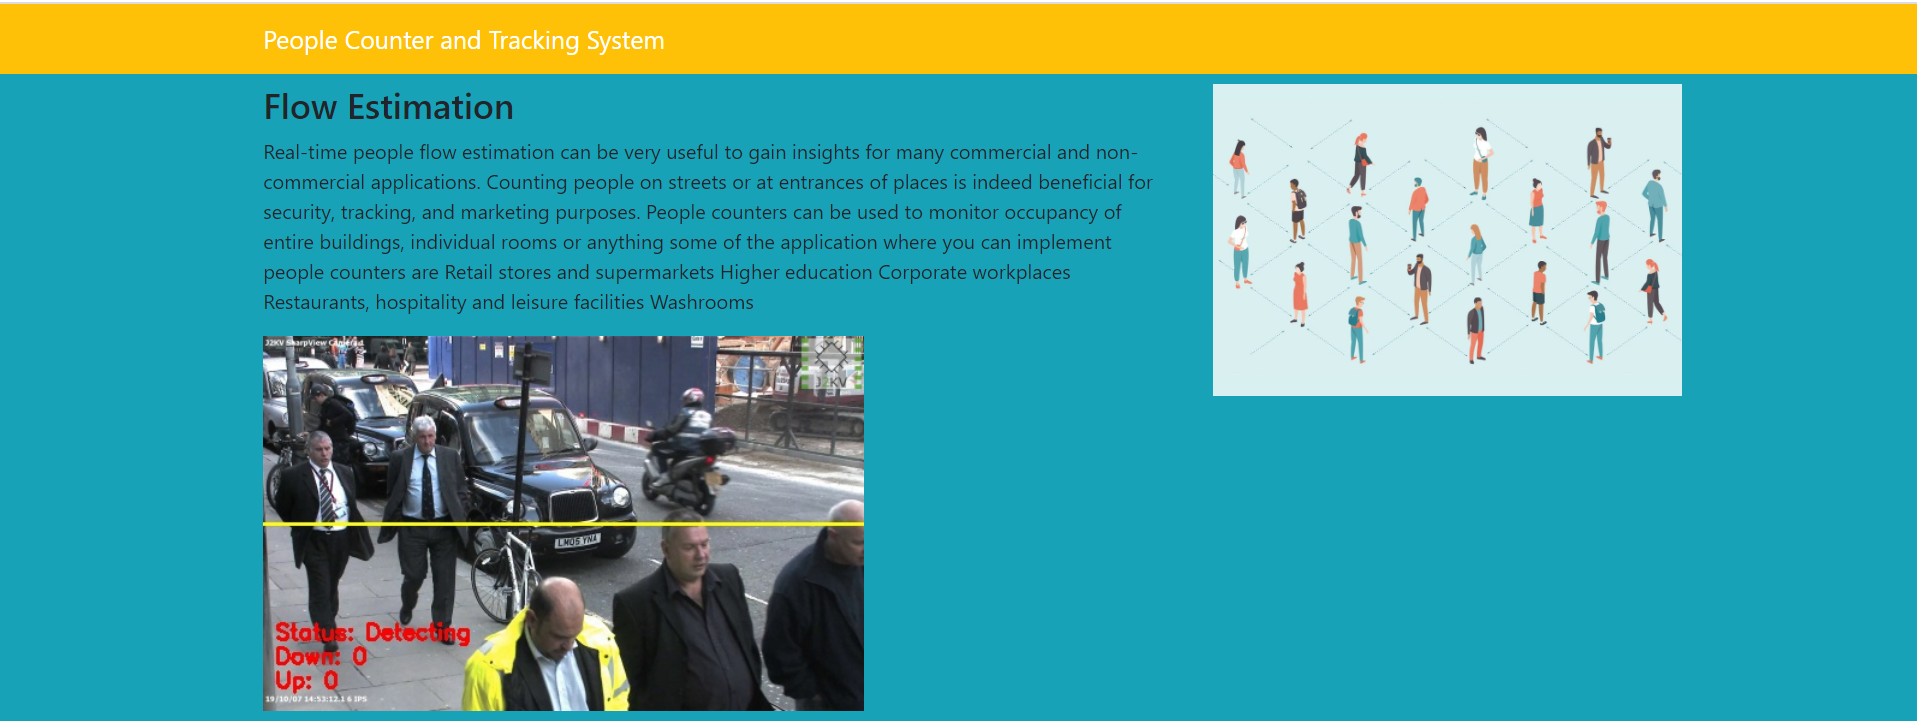 People Counter and Tracking System
Flow Estimation
Real-time people flow estimation can be very useful to gain insights for many commercial and non-
commercial applications. Counting people on streets or at entrances of places is indeed beneficial for
security, tracking, and marketing purposes. People counters can be used to monitor occupancy of
entire buildings, individual rooms or anything some of the application where you can implement
people counters are Retail stores and supermarkets Higher education Corporate workplaces
Restaurants, hospitality and leisure facilities Washrooms
J2KV SharpView Camera
J2KV
LM05 YNA
Status: Detecting
Down: 0
Up: 0
19/10/07 14:53:12.1 6 IPS